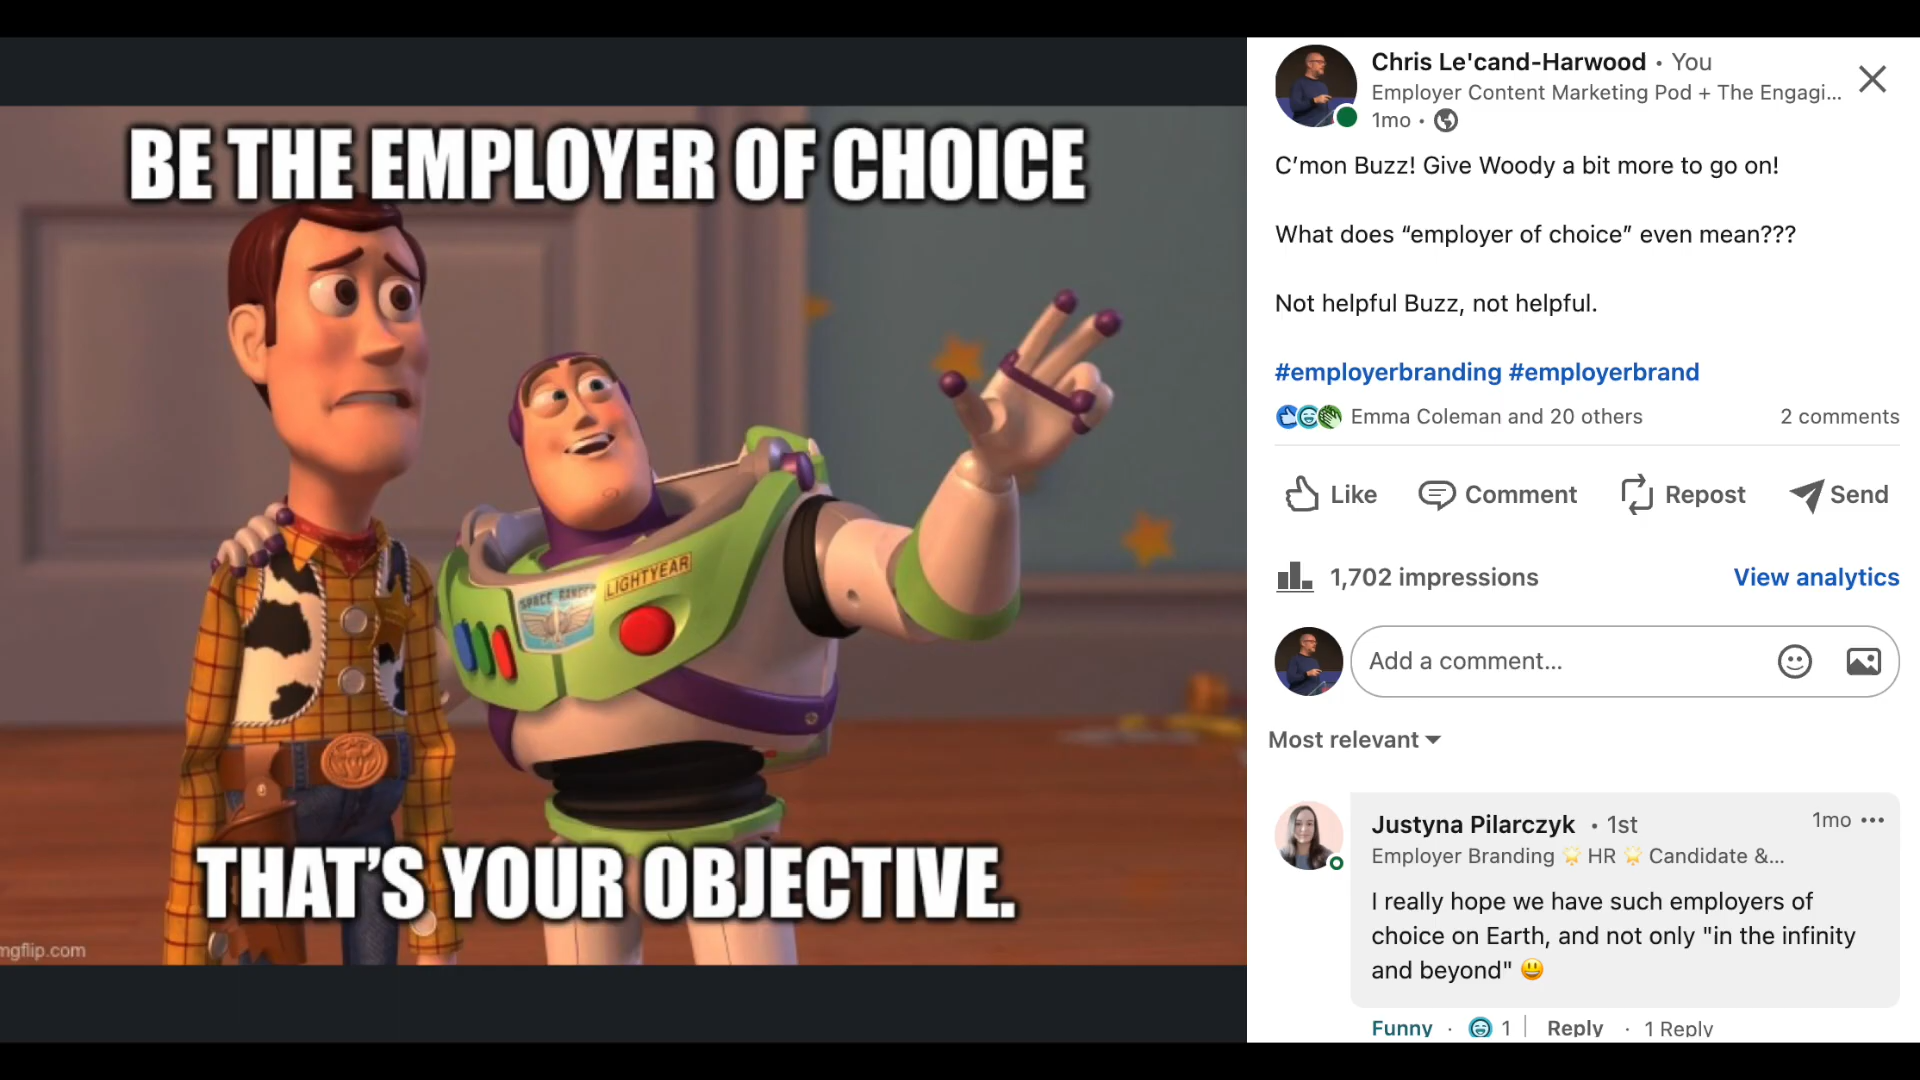 BE THE EMPLOYER OF CHOICE
SPACE RANGER
LIGHTYEAR
THAT'S YOUR OBJECTIVE.
mgflip.com
Chris Le'cand-Harwood • You
Employer Content Marketing Pod + The Engagi...
1mo •
C’mon Buzz! Give Woody a bit more to go on!
What does “employer of choice” even mean???
Not helpful Buzz, not helpful.
#employerbranding #employerbrand
Emma Coleman and 20 others 2 comments
Like Comment Repost Send
1,702 impressions View analytics
Add a comment...
Most relevant
Justyna Pilarczyk • 1st 1mo •••
Employer Branding 🌟 HR 🌟 Candidate &...
I really hope we have such employers of
choice on Earth, and not only "in the infinity
and beyond" 😃
Funny · 1 | Reply · 1 Reply